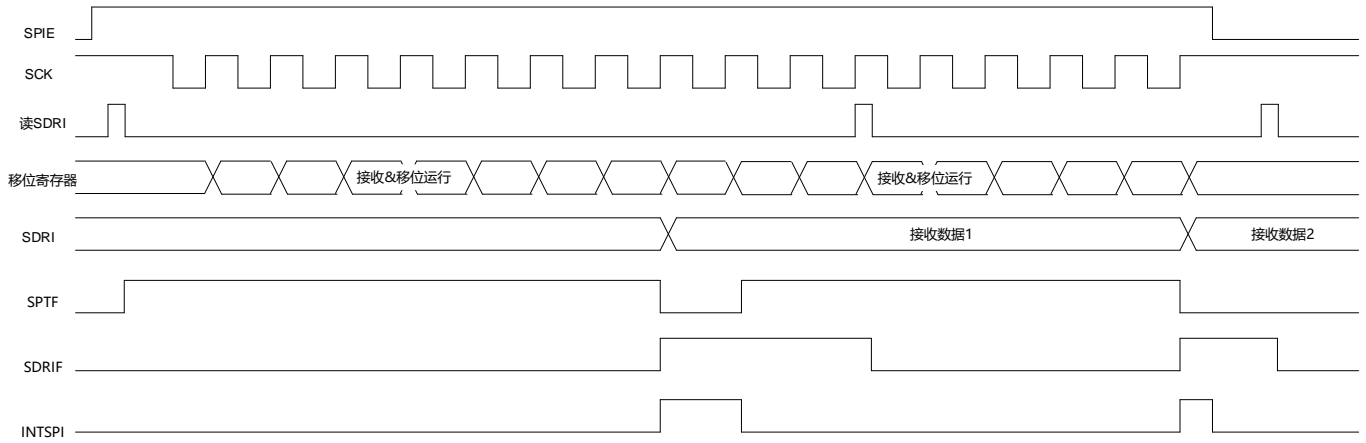 SPIE
SCK
读SDRI
移位寄存器
接收&移位运行
接收&移位运行
SDRI
接收数据1
接收数据2
SPTF
SDRIF
INTSPI